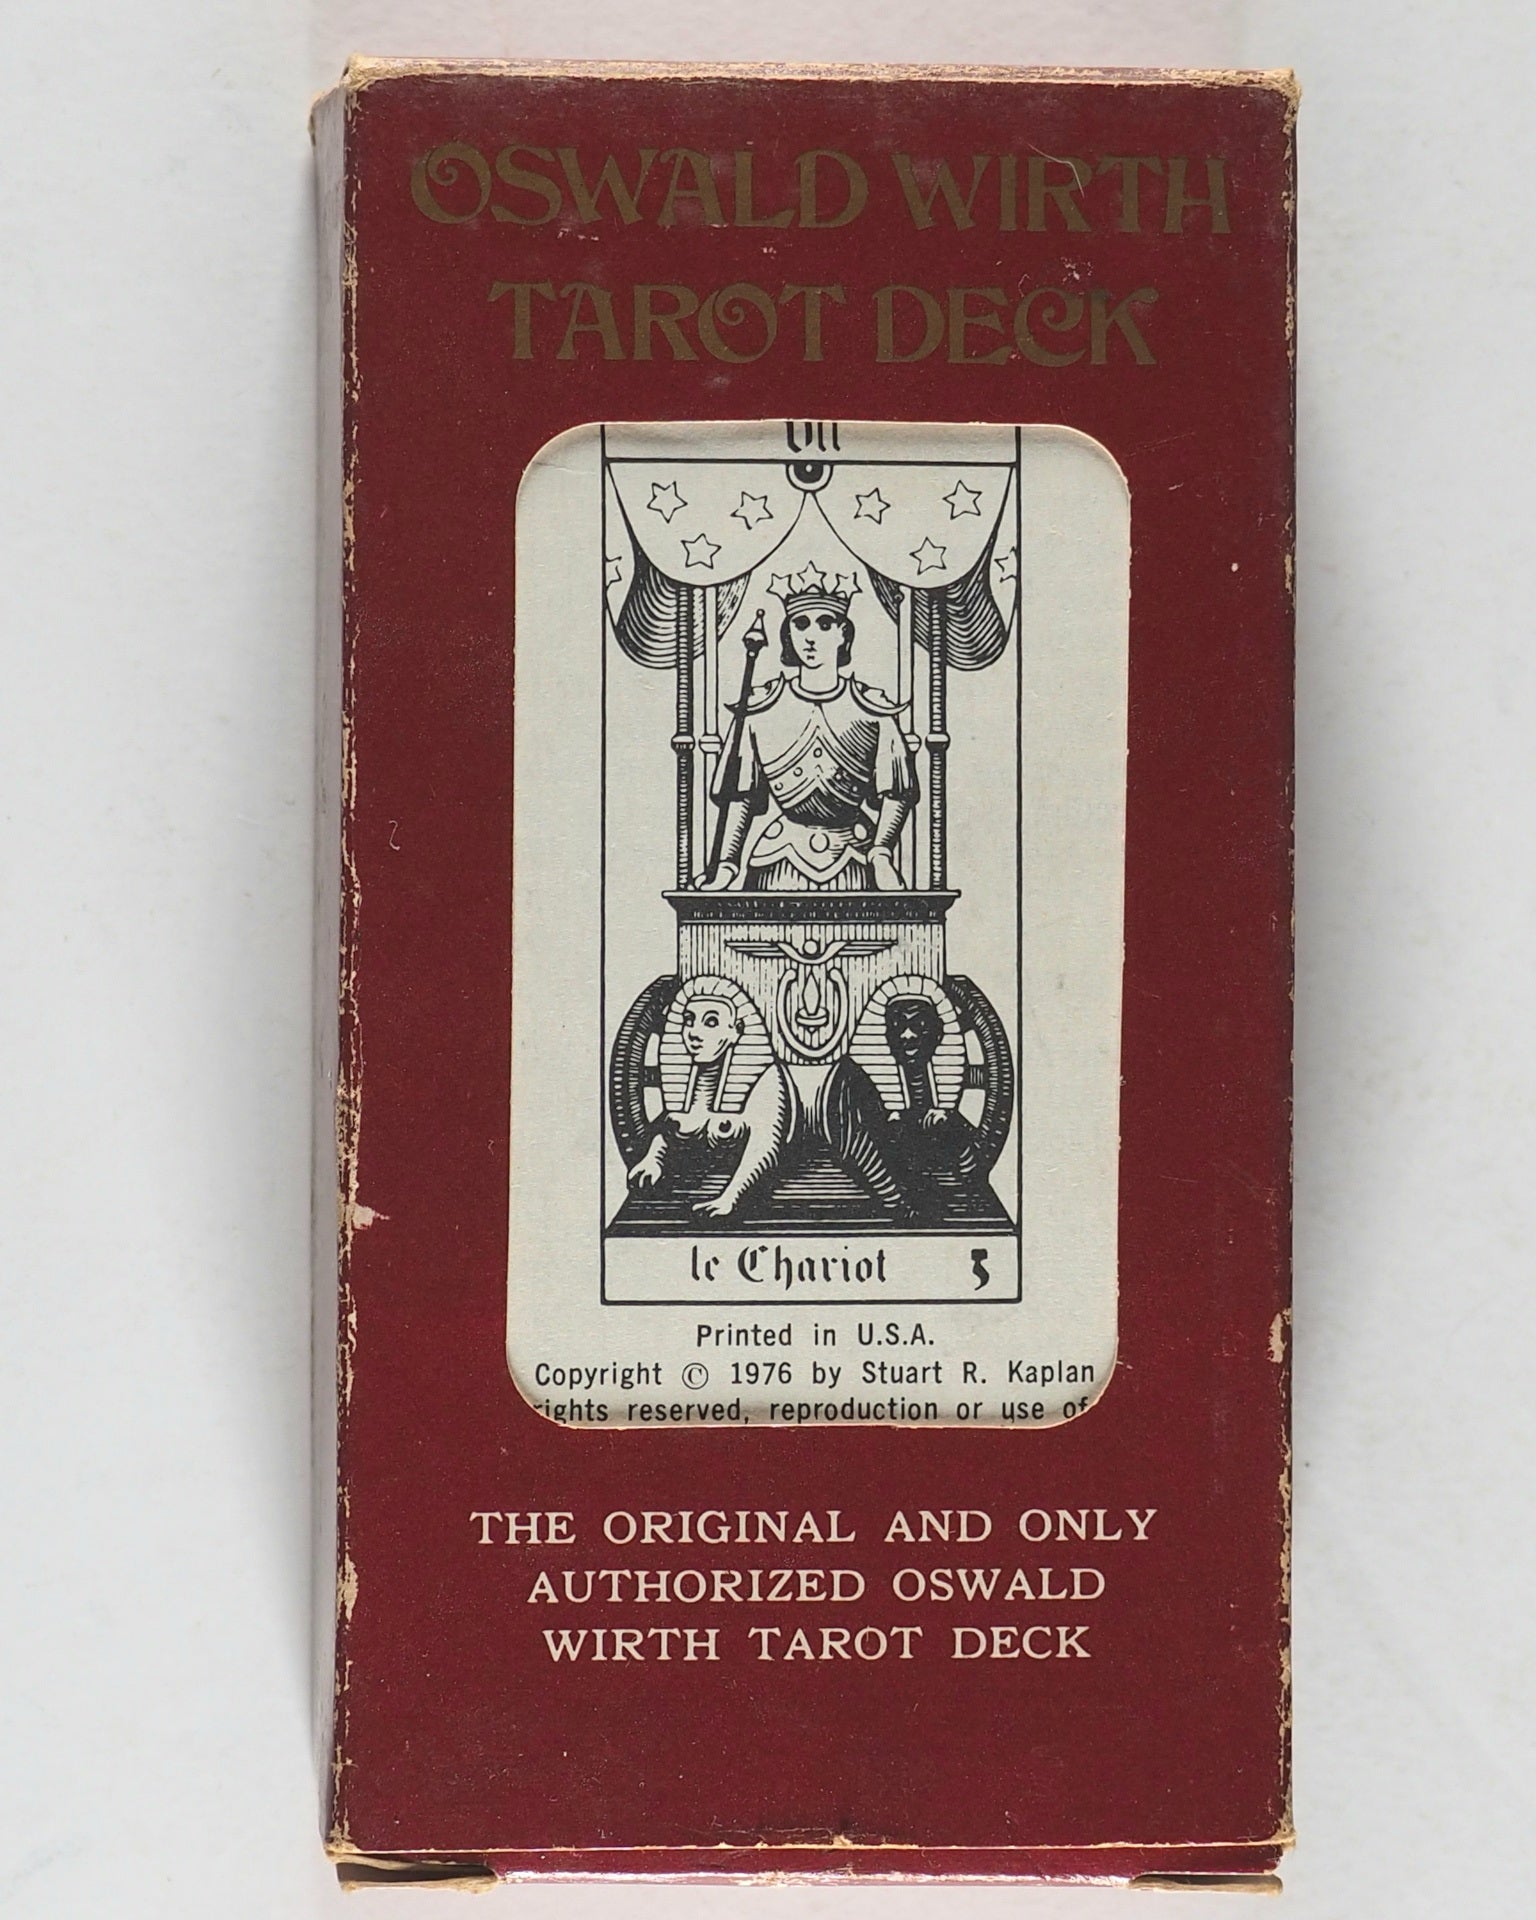 OSWALD WIRTH
TAROT DECK
VII
le Chariot ז
Printed in U.S.A.
Copyright © 1976 by Stuart R. Kaplan
rights reserved, reproduction or use of
THE ORIGINAL AND ONLY
AUTHORIZED OSWALD
WIRTH TAROT DECK